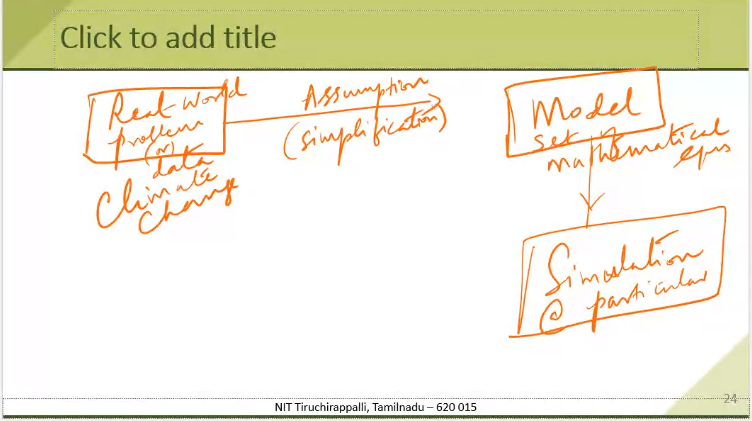 Click to add title
Real-World
problem
(or)
data
Climate
Change
Assumption
(simplification)
Model
set of
mathematical
eqns
Simulation
@ particular
24
NIT Tiruchirappalli, Tamilnadu – 620 015